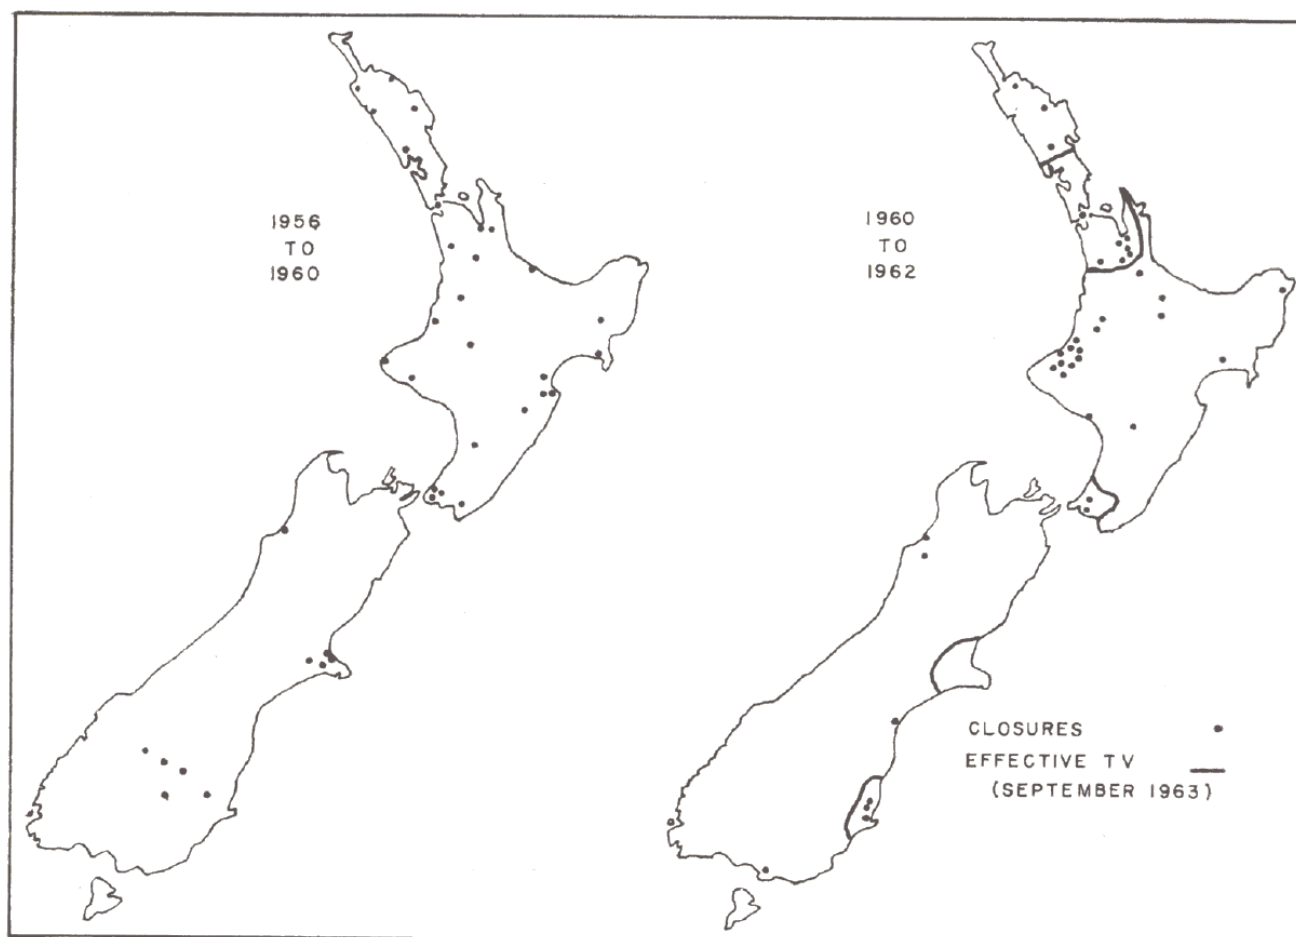 1956
TO
1960
1960
TO
1962
CLOSURES
EFFECTIVE TV
(SEPTEMBER 1963)